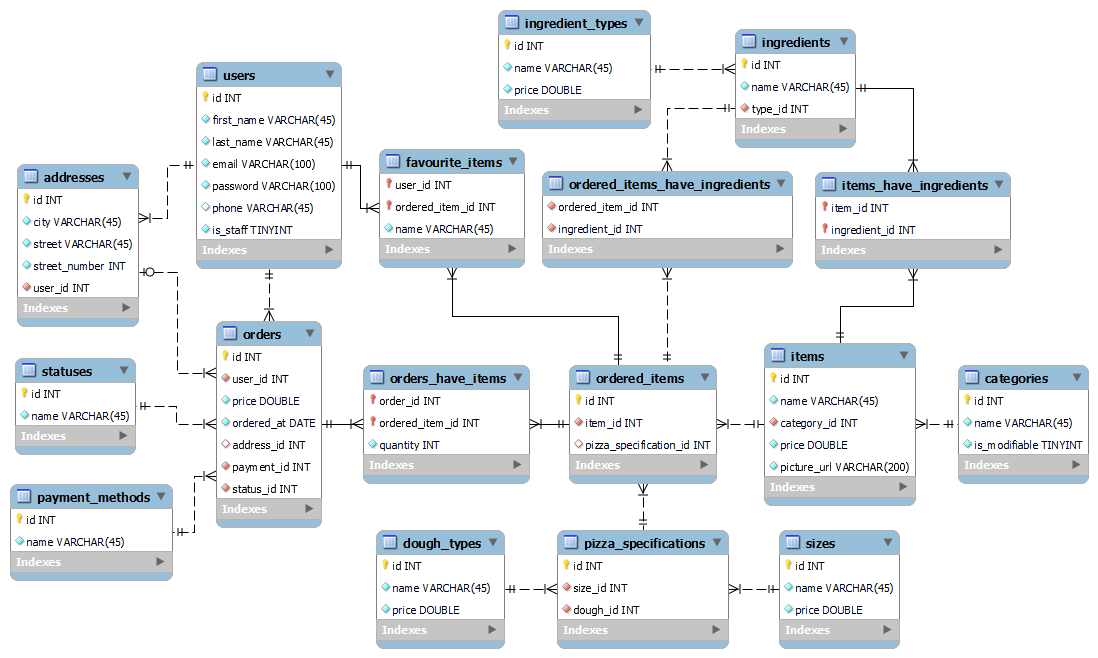 ingredient_types
id INT
name VARCHAR(45)
price DOUBLE
Indexes
ingredients
id INT
name VARCHAR(45)
type_id INT
Indexes
users
id INT
first_name VARCHAR(45)
last_name VARCHAR(45)
email VARCHAR(100)
password VARCHAR(100)
phone VARCHAR(45)
is_staff TINYINT
Indexes
favourite_items
user_id INT
ordered_item_id INT
name VARCHAR(45)
Indexes
ordered_items_have_ingredients
ordered_item_id INT
ingredient_id INT
Indexes
items_have_ingredients
item_id INT
ingredient_id INT
Indexes
addresses
id INT
city VARCHAR(45)
street VARCHAR(45)
street_number INT
user_id INT
Indexes
orders
id INT
user_id INT
price DOUBLE
ordered_at DATE
address_id INT
payment_id INT
status_id INT
Indexes
statuses
id INT
name VARCHAR(45)
Indexes
orders_have_items
order_id INT
ordered_item_id INT
quantity INT
Indexes
ordered_items
id INT
item_id INT
pizza_specification_id INT
Indexes
items
id INT
name VARCHAR(45)
category_id INT
price DOUBLE
picture_url VARCHAR(200)
Indexes
categories
id INT
name VARCHAR(45)
is_modifiable TINYINT
Indexes
payment_methods
id INT
name VARCHAR(45)
Indexes
dough_types
id INT
name VARCHAR(45)
price DOUBLE
Indexes
pizza_specifications
id INT
size_id INT
dough_id INT
Indexes
sizes
id INT
name VARCHAR(45)
price DOUBLE
Indexes